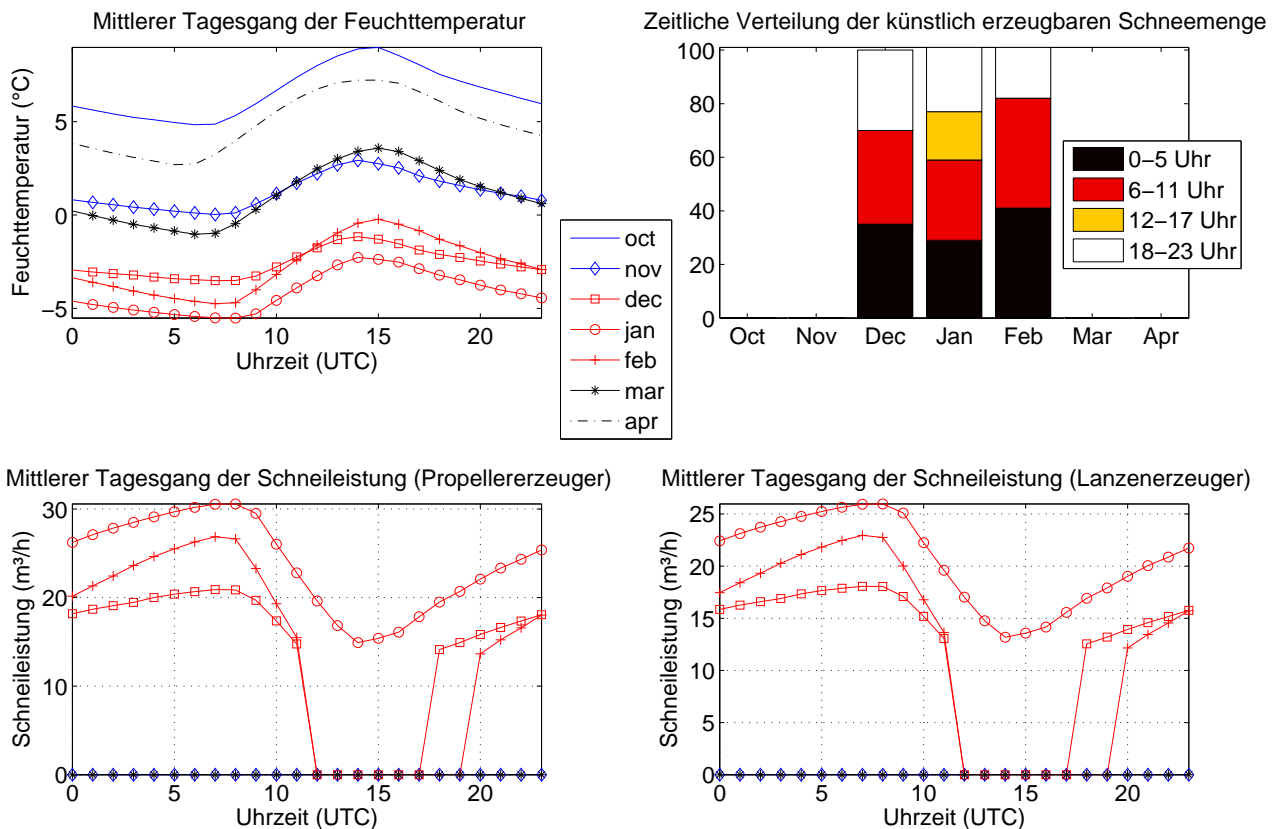 Mittlerer Tagesgang der Feuchttemperatur
Feuchttemperatur (°C)
5
0
−5
0 5 10 15 20
Uhrzeit (UTC)
oct
nov
dec
jan
feb
mar
apr
Zeitliche Verteilung der künstlich erzeugbaren Schneemenge
100
80
60
40
20
0
Oct Nov Dec Jan Feb Mar Apr
0−5 Uhr
6−11 Uhr
12−17 Uhr
18−23 Uhr
Mittlerer Tagesgang der Schneileistung (Propellererzeuger)
Schneileistung (m³/h)
30
20
10
0
0 5 10 15 20
Uhrzeit (UTC)
Mittlerer Tagesgang der Schneileistung (Lanzenerzeuger)
Schneileistung (m³/h)
25
20
15
10
5
0
0 5 10 15 20
Uhrzeit (UTC)